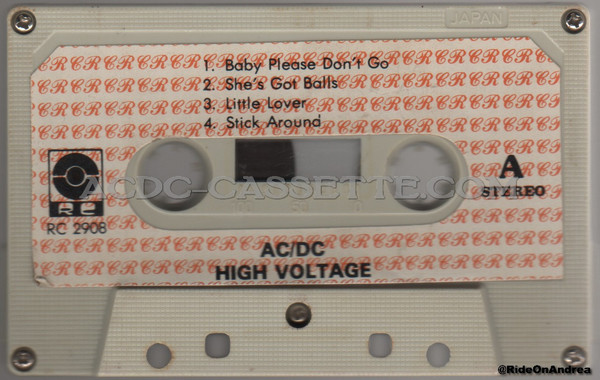 JAPAN
1. Baby Please Don't Go
2. She's Got Balls
3. Little Lover
4. Stick Around
A
STEREO
ACDC-CASSETTE.COM
RC 2908
AC/DC
HIGH VOLTAGE
@RideOnAndrea